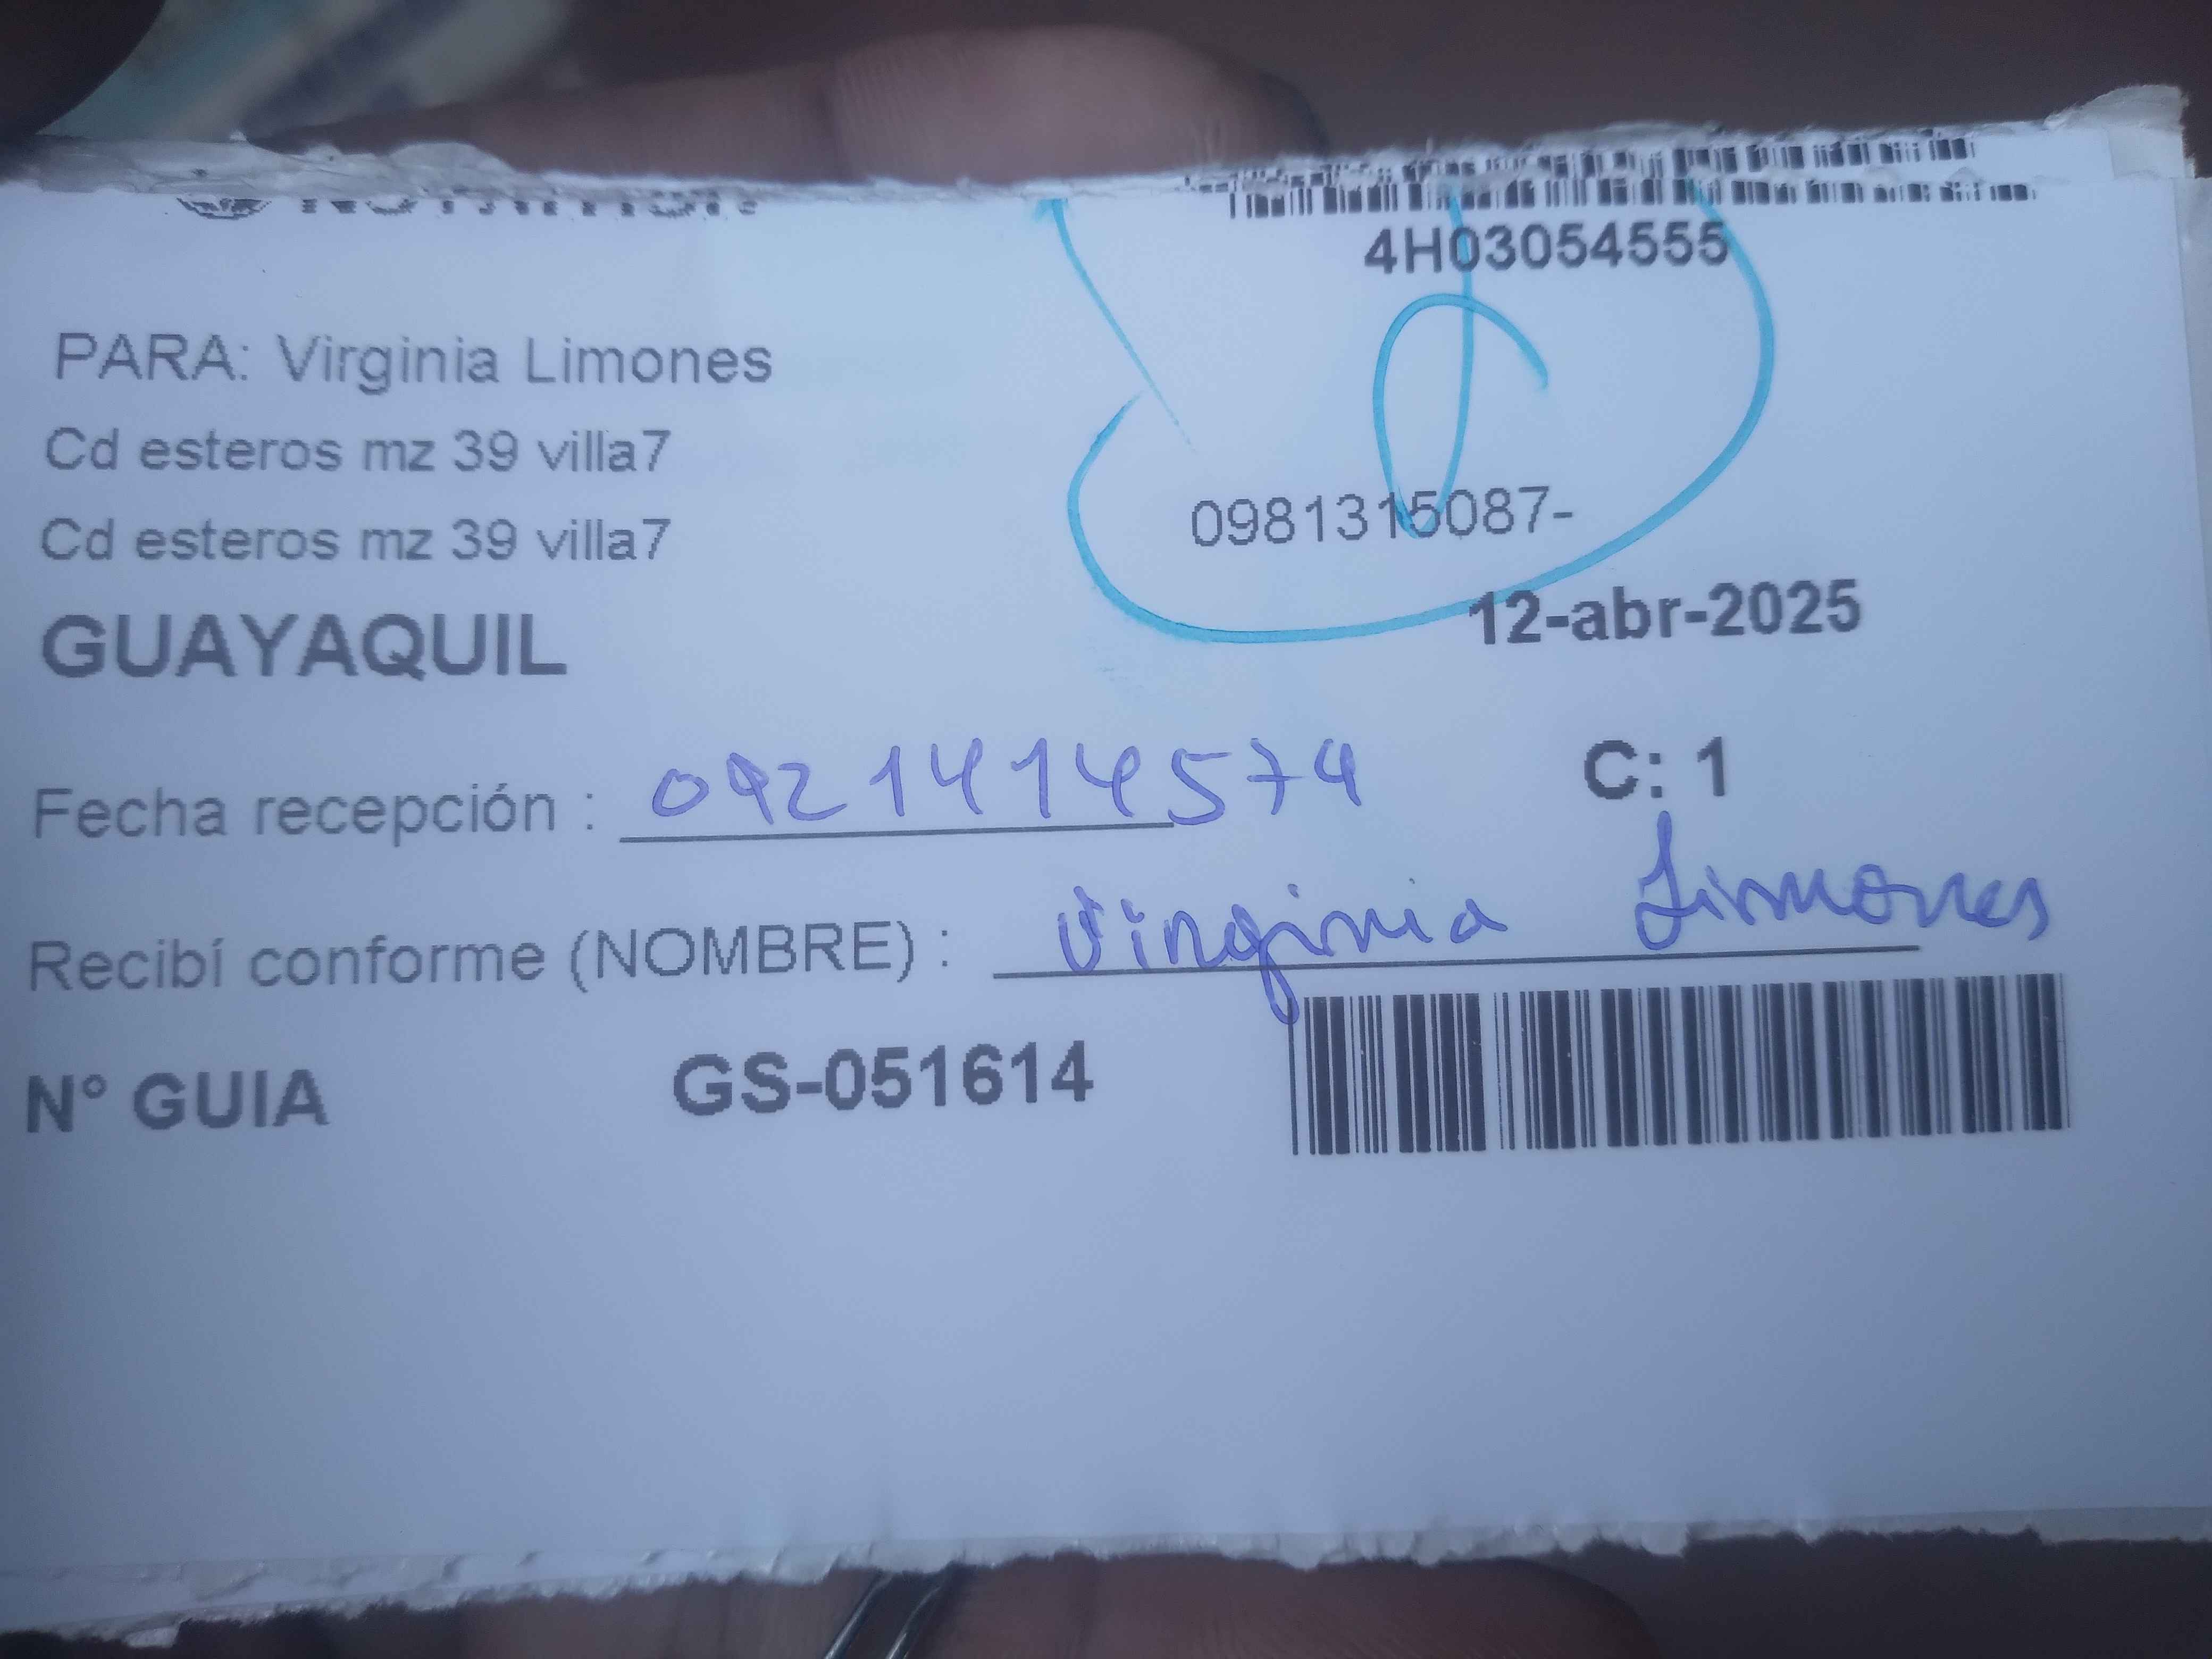 4H03054555
PARA: Virginia Limones
Cd esteros mz 39 villa7
Cd esteros mz 39 villa7
0981315087-
GUAYAQUIL
12-abr-2025
Fecha recepción : 0921414574
C: 1
Recibí conforme (NOMBRE) : Virginia Limones
N° GUIA GS-051614